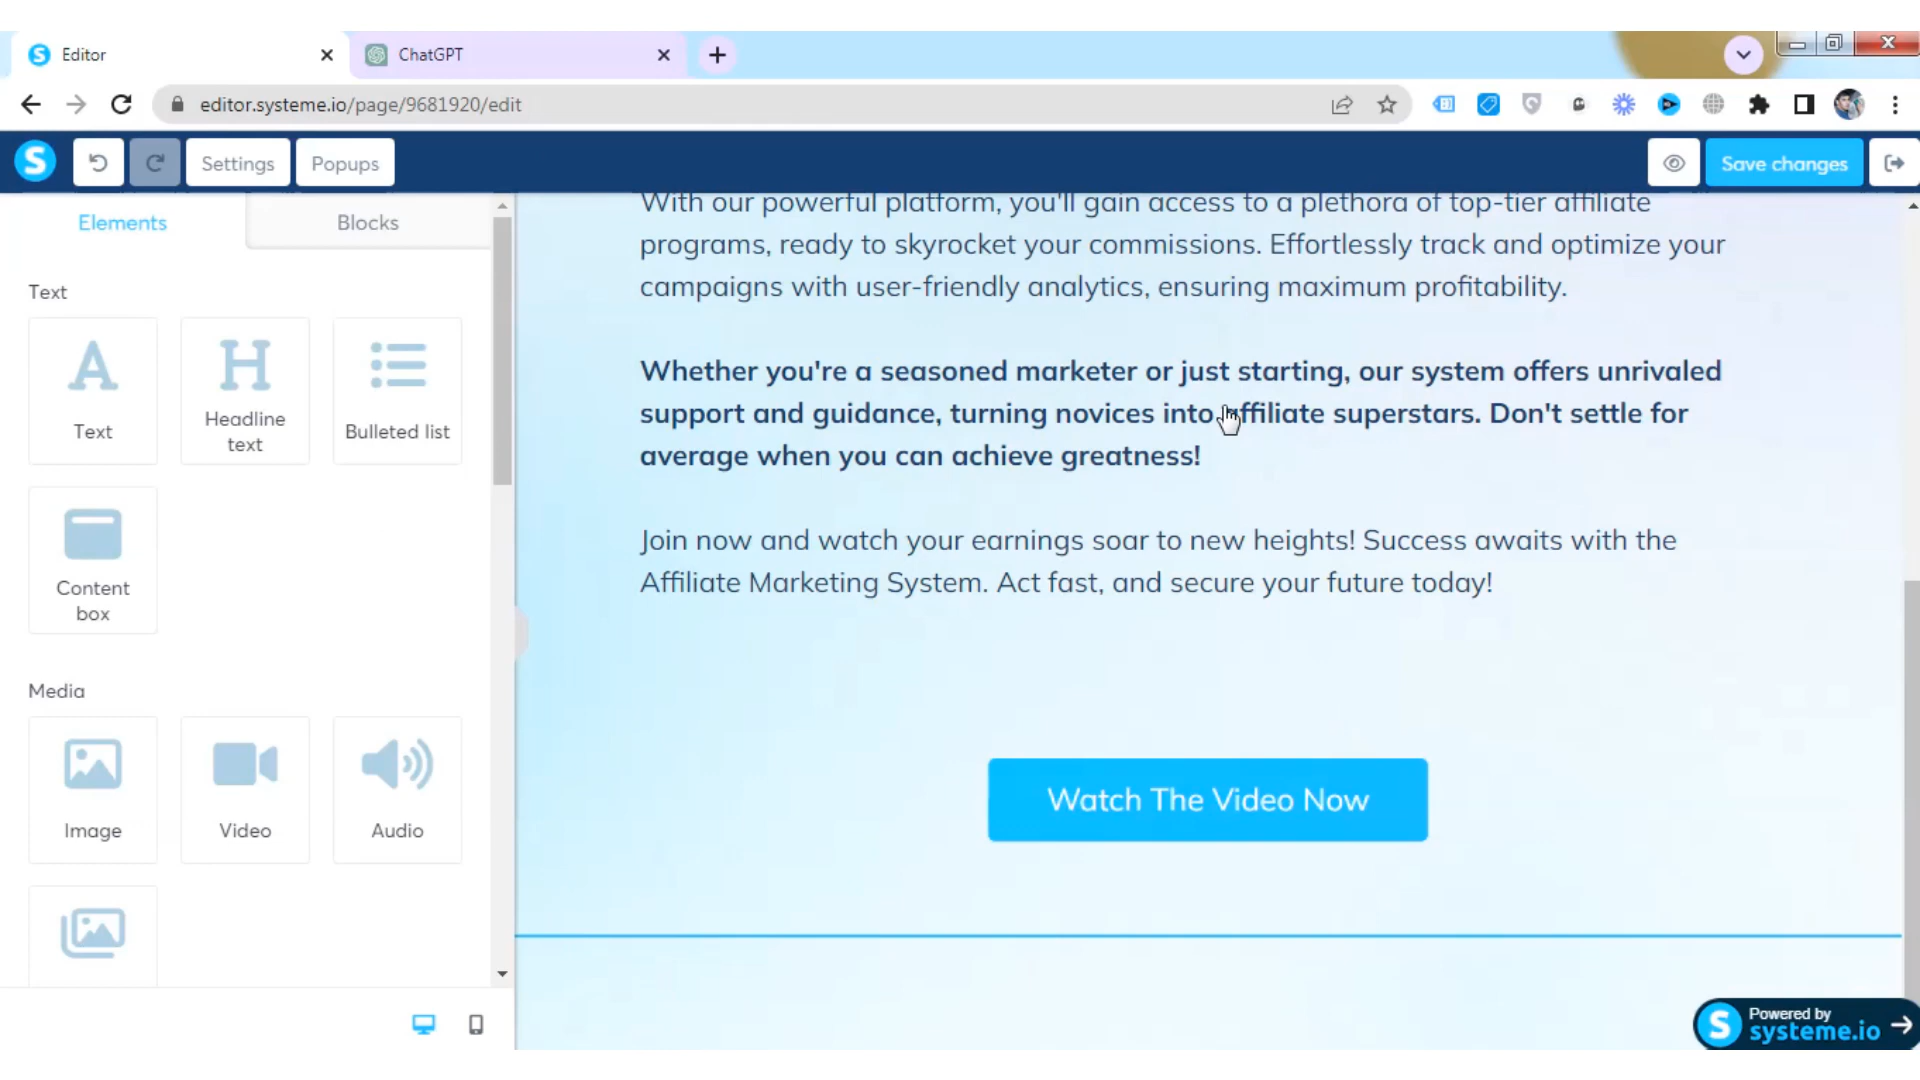 Editor
ChatGPT
editor.systeme.io/page/9681920/edit
S
Settings
Popups
Save changes
Elements
Blocks
Text
A
Text
H
Headline
text
Bulleted list
Content
box
Media
Image
Video
Audio
With our powerful platform, you'll gain access to a plethora of top-tier affiliate
programs, ready to skyrocket your commissions. Effortlessly track and optimize your
campaigns with user-friendly analytics, ensuring maximum profitability.
Whether you're a seasoned marketer or just starting, our system offers unrivaled
support and guidance, turning novices into affiliate superstars. Don't settle for
average when you can achieve greatness!
Join now and watch your earnings soar to new heights! Success awaits with the
Affiliate Marketing System. Act fast, and secure your future today!
Watch The Video Now
S
Powered by
systeme.io